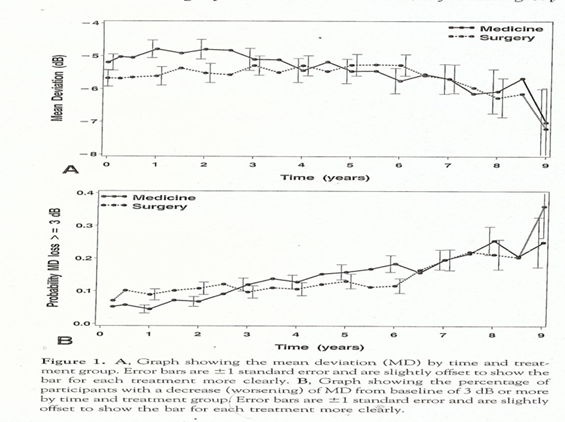 -4
-5
-6
-7
-8
Mean Deviation (dB)
Medicine
Surgery
0 1 2 3 4 5 6 7 8 9
Time (years)
A
0.4
0.3
0.2
0.1
0.0
Probability MD loss >= 3 dB
Medicine
Surgery
0 1 2 3 4 5 6 7 8 9
Time (years)
B
Figure 1. A, Graph showing the mean deviation (MD) by time and treat-
ment group. Error bars are ±1 standard error and are slightly offset to show the
bar for each treatment more clearly. B, Graph showing the percentage of
participants with a decrease (worsening) of MD from baseline of 3 dB or more
by time and treatment group. Error bars are ±1 standard error and are slightly
offset to show the bar for each treatment more clearly.